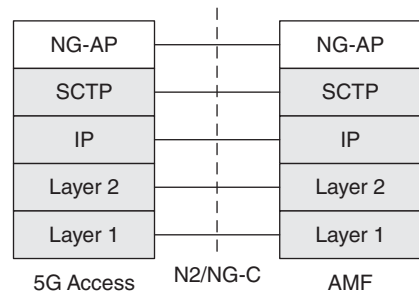 NG-AP
NG-AP
SCTP
SCTP
IP
IP
Layer 2
Layer 2
Layer 1
Layer 1
5G Access
N2/NG-C
AMF